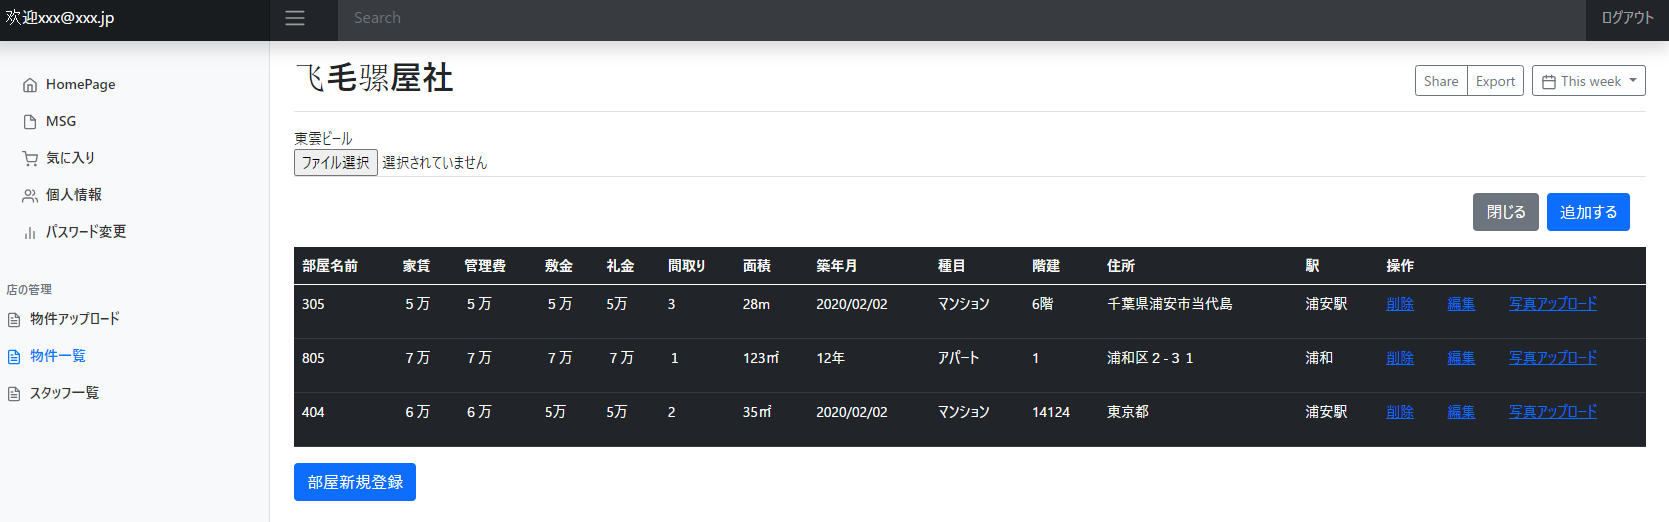 欢迎xxx@xxx.jp
Search
ログアウト
HomePage
MSG
気に入り
個人情報
パスワード変更
店の管理
物件アップロード
物件一覧
スタッフ一覧
飞毛骡屋社
Share Export This week
東雲ビール
ファイル選択 選択されていません
閉じる 追加する
部屋名前 家賃 管理費 敷金 礼金 間取り 面積 築年月 種目 階建 住所 駅 操作
305 ５万 ５万 ５万 5万 3 28m 2020/02/02 マンション 6階 千葉県浦安市当代島 浦安駅 削除 編集 写真アップロード
805 ７万 ７万 ７万 ７万 １ 123㎡ 12年 アパート 1 浦和区２-３１ 浦和 削除 編集 写真アップロード
404 ６万 ６万 5万 5万 2 35㎡ 2020/02/02 マンション 14124 東京都 浦安駅 削除 編集 写真アップロード
部屋新規登録